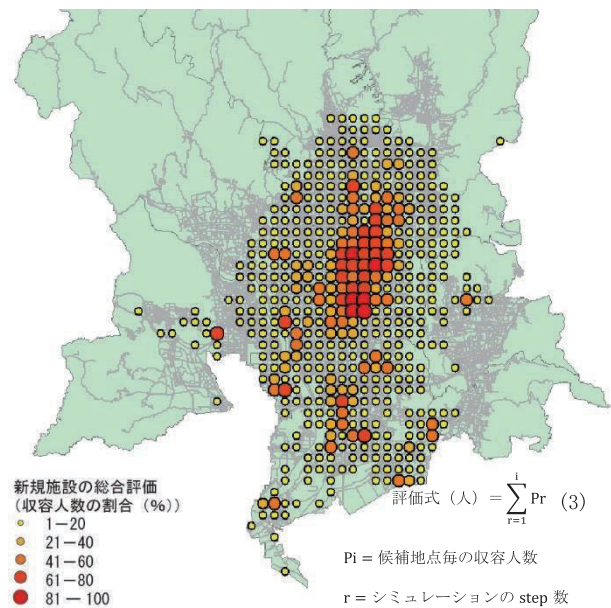 新規施設の総合評価
(収容人数の割合(%))
1－20
21－40
41－60
61－80
81－100
評価式（人）＝ i ∑ r=1 Pr (3)
Pi = 候補地点毎の収容人数
r = シミュレーションの step 数